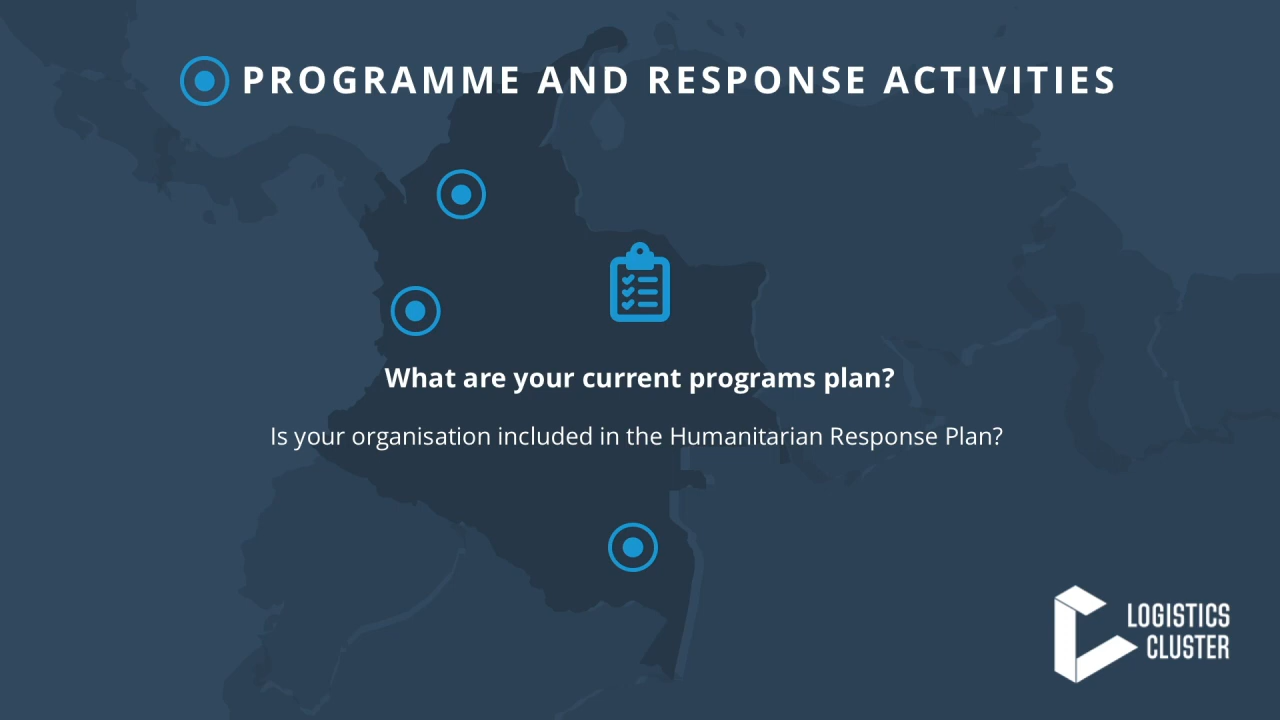 PROGRAMME AND RESPONSE ACTIVITIES
What are your current programs plan?
Is your organisation included in the Humanitarian Response Plan?
LOGISTICS
CLUSTER